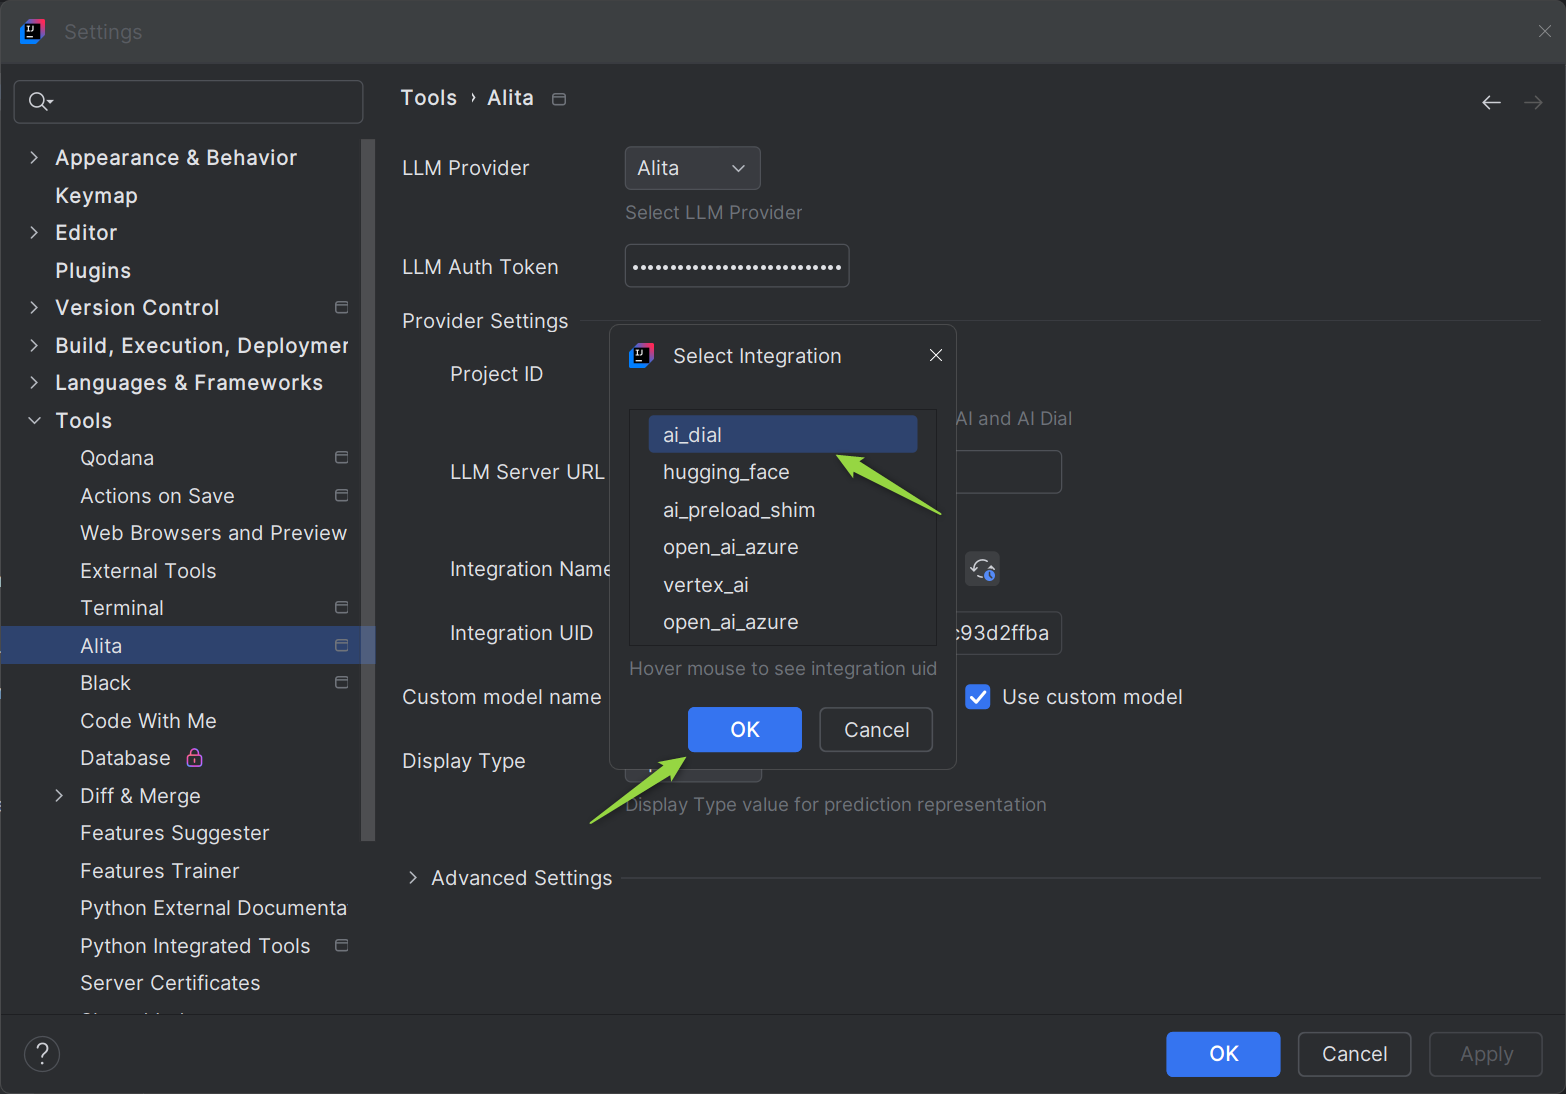 Settings
Tools › Alita
Appearance & Behavior
Keymap
Editor
Plugins
Version Control
Build, Execution, Deploymer
Languages & Frameworks
Tools
Qodana
Actions on Save
Web Browsers and Preview
External Tools
Terminal
Alita
Black
Code With Me
Database
Diff & Merge
Features Suggester
Features Trainer
Python External Documenta
Python Integrated Tools
Server Certificates
LLM Provider
Alita
Select LLM Provider
LLM Auth Token
Provider Settings
Project ID
AI and AI Dial
LLM Server URL
Integration Name
Integration UID
c93d2ffba
Custom model name
Use custom model
Display Type
Display Type value for prediction representation
Advanced Settings
Select Integration
ai_dial
hugging_face
ai_preload_shim
open_ai_azure
vertex_ai
open_ai_azure
Hover mouse to see integration uid
OK
Cancel
?
OK
Cancel
Apply